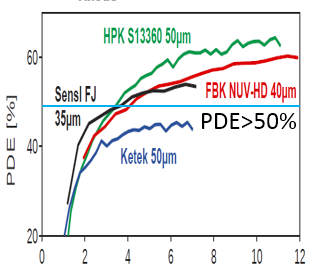 HPK S13360 50μm
60
SensI FJ
35μm
FBK NUV-HD 40μm
PDE>50%
PDE [%]
40
Ketek 50μm
20
0 2 4 6 8 10 12